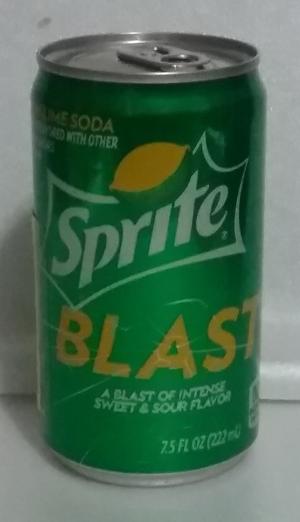 LIME SODA
WITH OTHER
Sprite®
BLAST
A BLAST OF INTENSE
SWEET & SOUR FLAVOR
7.5 FL OZ (222 mL)